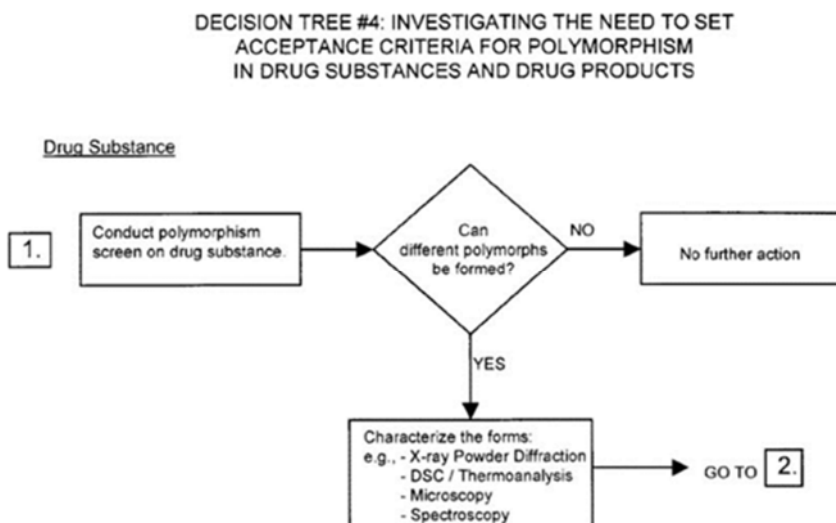 DECISION TREE #4: INVESTIGATING THE NEED TO SET
ACCEPTANCE CRITERIA FOR POLYMORPHISM
IN DRUG SUBSTANCES AND DRUG PRODUCTS
Drug Substance
1.
Conduct polymorphism
screen on drug substance.
Can
different polymorphs
be formed?
NO
No further action
YES
Characterize the forms:
e.g., - X-ray Powder Diffraction
- DSC / Thermoanalysis
- Microscopy
- Spectroscopy
GO TO 2.